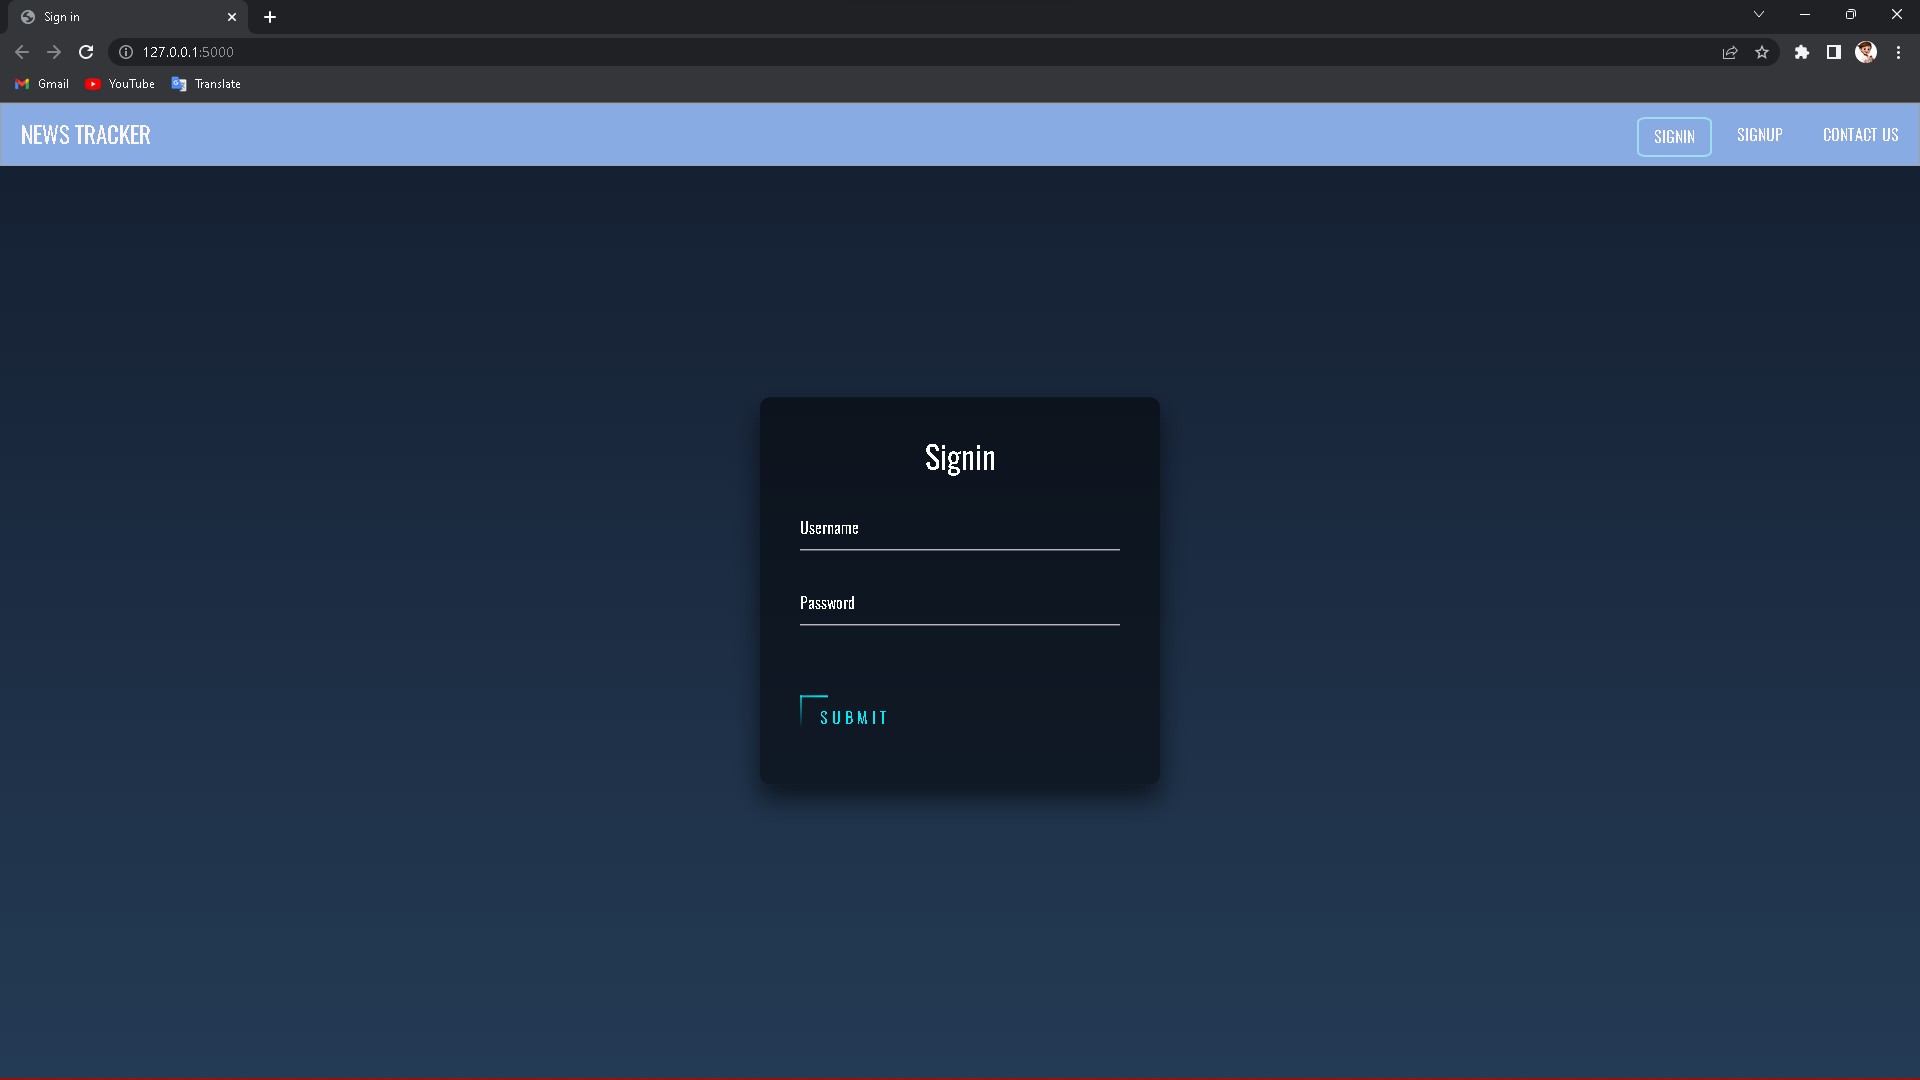 Sign in
127.0.0.1:5000
Gmail YouTube Translate
NEWS TRACKER SIGNIN SIGNUP CONTACT US
Signin
Username
Password
SUBMIT